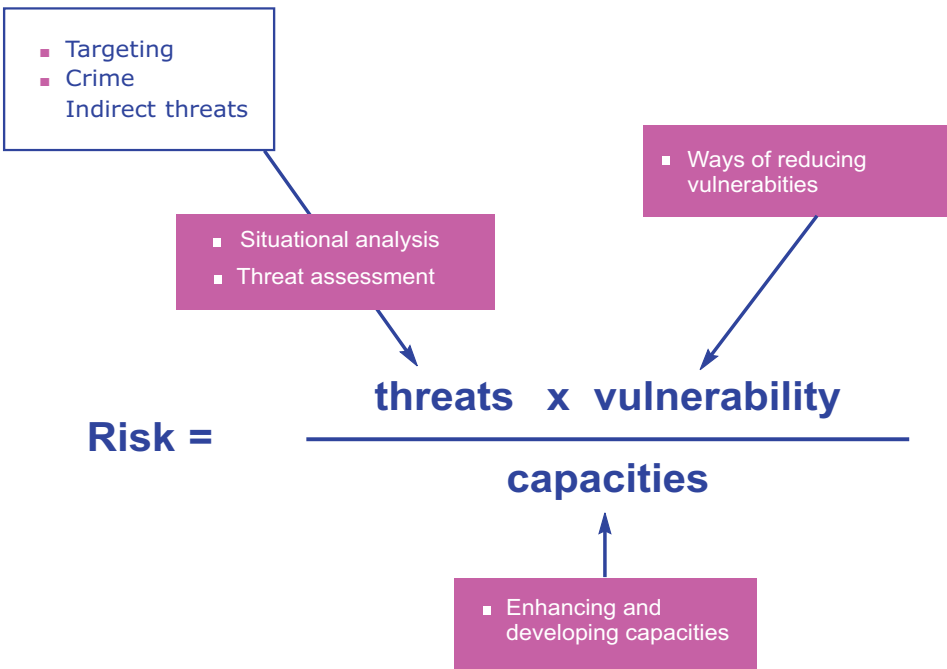 ▪ Targeting
▪ Crime
Indirect threats
▪ Ways of reducing
vulnerabities
▪ Situational analysis
▪ Threat assessment
threats x vulnerability
Risk =
capacities
▪ Enhancing and
developing capacities